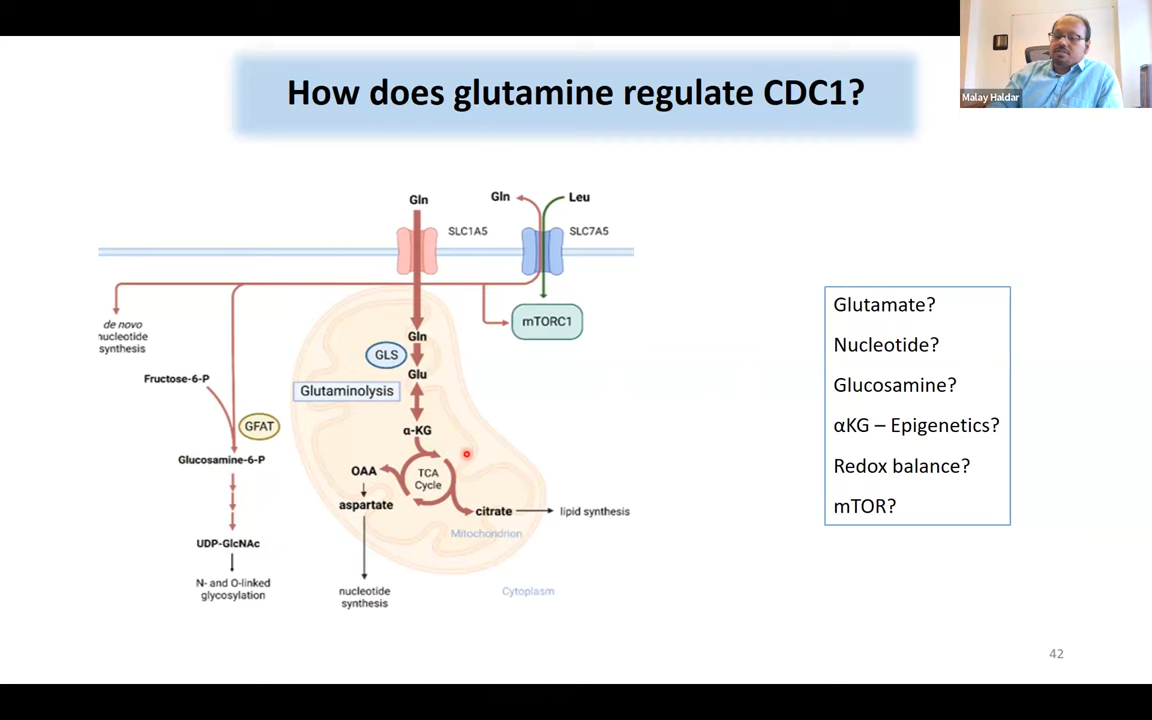 How does glutamine regulate CDC1?
Malay Haldar
Gln
Gln
Leu
SLC1A5
SLC7A5
de novo
nucleotide
synthesis
mTORC1
Gln
GLS
Glu
Fructose-6-P
Glutaminolysis
GFAT
α-KG
Glucosamine-6-P
OAA
TCA
Cycle
aspartate
citrate
lipid synthesis
Mitochondrion
UDP-GlcNAc
N- and O-linked
glycosylation
nucleotide
synthesis
Cytoplasm
Glutamate?
Nucleotide?
Glucosamine?
αKG – Epigenetics?
Redox balance?
mTOR?
42